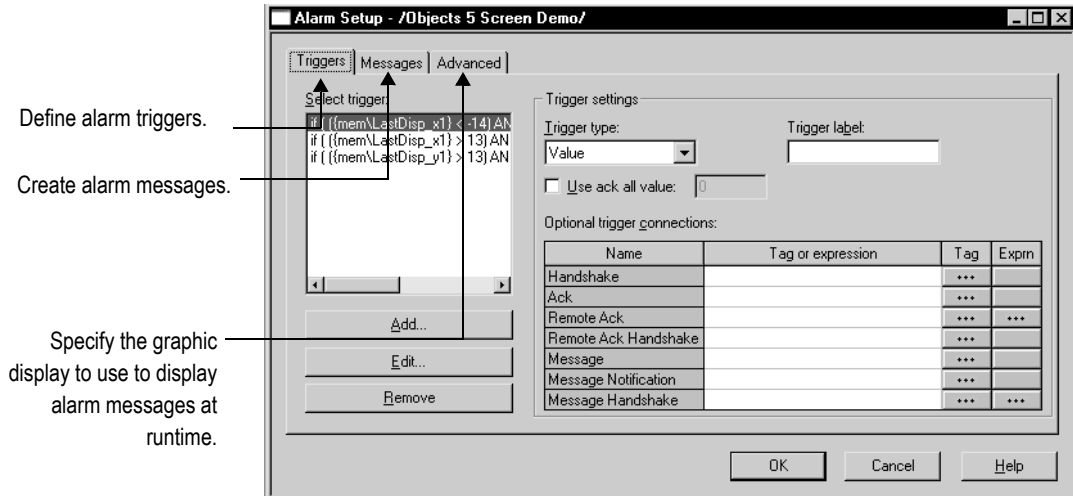 Alarm Setup - /Objects 5 Screen Demo/
Triggers Messages Advanced
Define alarm triggers.
Create alarm messages.
Specify the graphic
display to use to display
alarm messages at
runtime.
Select trigger:
if ( ({mem\LastDisp_x1} < -14) AN
if ( ({mem\LastDisp_x1} > 13) AN
if ( ({mem\LastDisp_y1} > 13) AN
Add...
Edit...
Remove
Trigger settings
Trigger type:
Value
Trigger label:
Use ack all value: 0
Optional trigger connections:
Name Tag or expression Tag Exprn
Handshake
Ack
Remote Ack
Remote Ack Handshake
Message
Message Notification
Message Handshake
OK Cancel Help